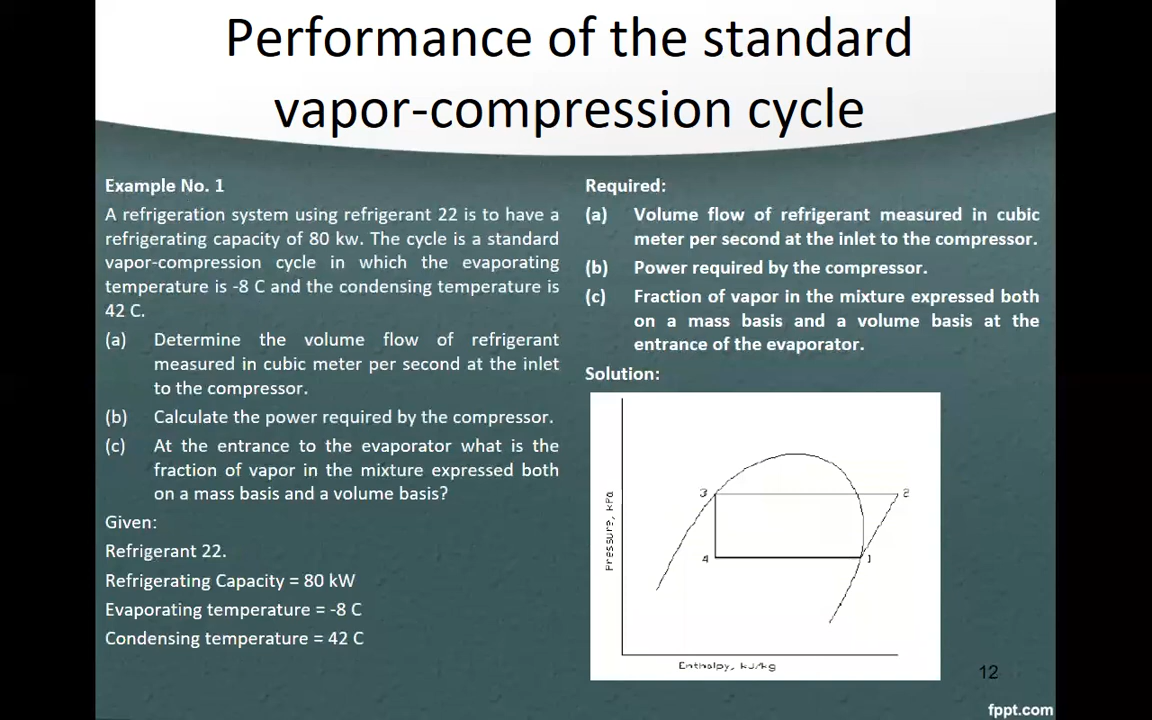 Performance of the standard
vapor-compression cycle
Example No. 1
A refrigeration system using refrigerant 22 is to have a
refrigerating capacity of 80 kw. The cycle is a standard
vapor-compression cycle in which the evaporating
temperature is -8 C and the condensing temperature is
42 C.
(a) Determine the volume flow of refrigerant
measured in cubic meter per second at the inlet
to the compressor.
(b) Calculate the power required by the compressor.
(c) At the entrance to the evaporator what is the
fraction of vapor in the mixture expressed both
on a mass basis and a volume basis?
Given:
Refrigerant 22.
Refrigerating Capacity = 80 kW
Evaporating temperature = -8 C
Condensing temperature = 42 C
Required:
(a) Volume flow of refrigerant measured in cubic
meter per second at the inlet to the compressor.
(b) Power required by the compressor.
(c) Fraction of vapor in the mixture expressed both
on a mass basis and a volume basis at the
entrance of the evaporator.
Solution:
Pressure, kPa
3
2
4
1
Enthalpy, kJ/kg
12
fppt.com